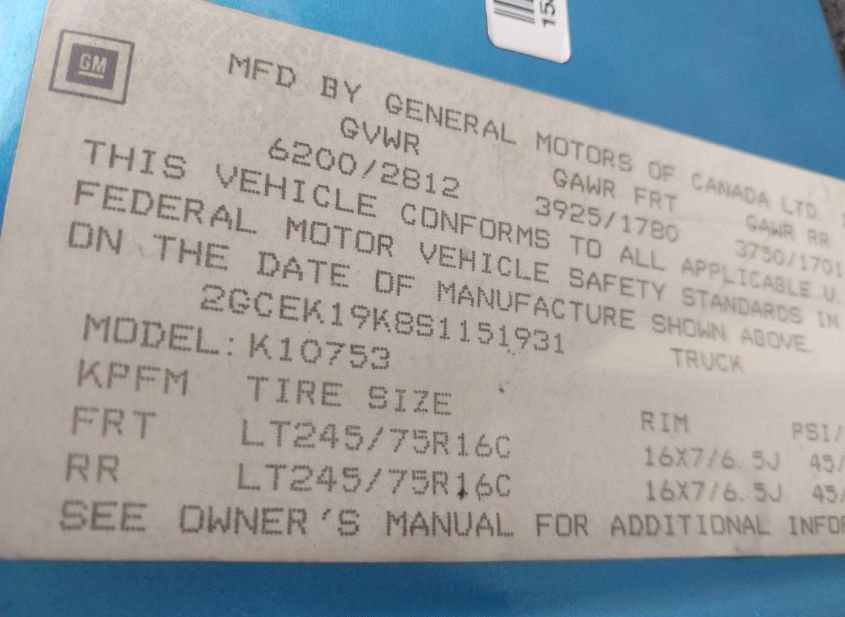 153
GM
MFD BY GENERAL MOTORS OF CANADA LTD.
GVWR GAWR FRT GAWR RR
6200/2812 3925/1780 3750/1701
THIS VEHICLE CONFORMS TO ALL APPLICABLE U.
FEDERAL MOTOR VEHICLE SAFETY STANDARDS IN
ON THE DATE OF MANUFACTURE SHOWN ABOVE.
2GCEK19K8S1151931 TRUCK
MODEL: K10753
KPFM TIRE SIZE RIM PSI/
FRT LT245/75R16C 16X7/6.5J 45/
RR LT245/75R16C 16X7/6.5J 45/
SEE OWNER'S MANUAL FOR ADDITIONAL INFOR